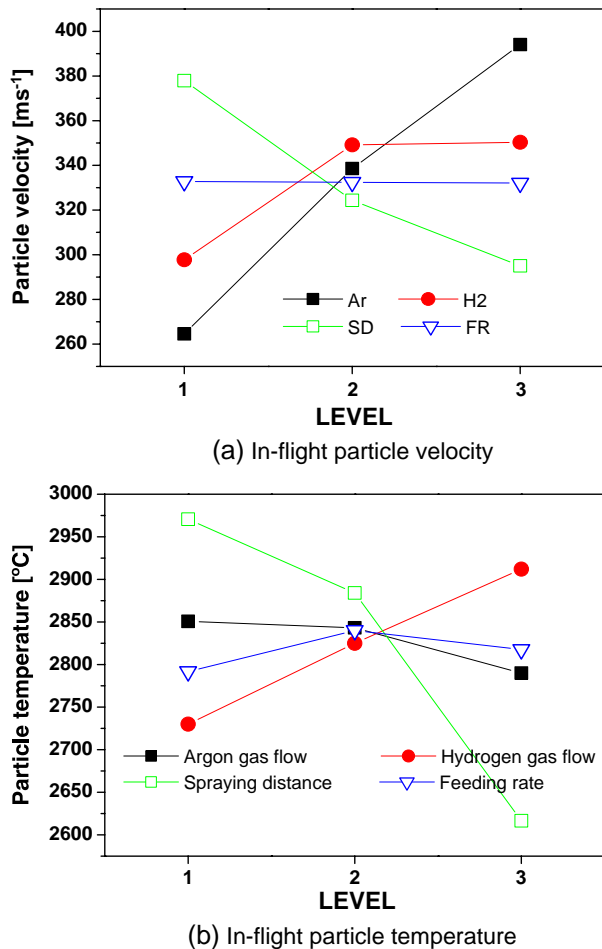 400
380
360
340
320
300
280
260
Particle velocity [ms⁻¹]
Ar H2
SD FR
1 2 3
LEVEL
(a) In-flight particle velocity
3000
2950
2900
2850
2800
2750
2700
2650
2600
Particle temperature [°C]
Argon gas flow Hydrogen gas flow
Spraying distance Feeding rate
1 2 3
LEVEL
(b) In-flight particle temperature